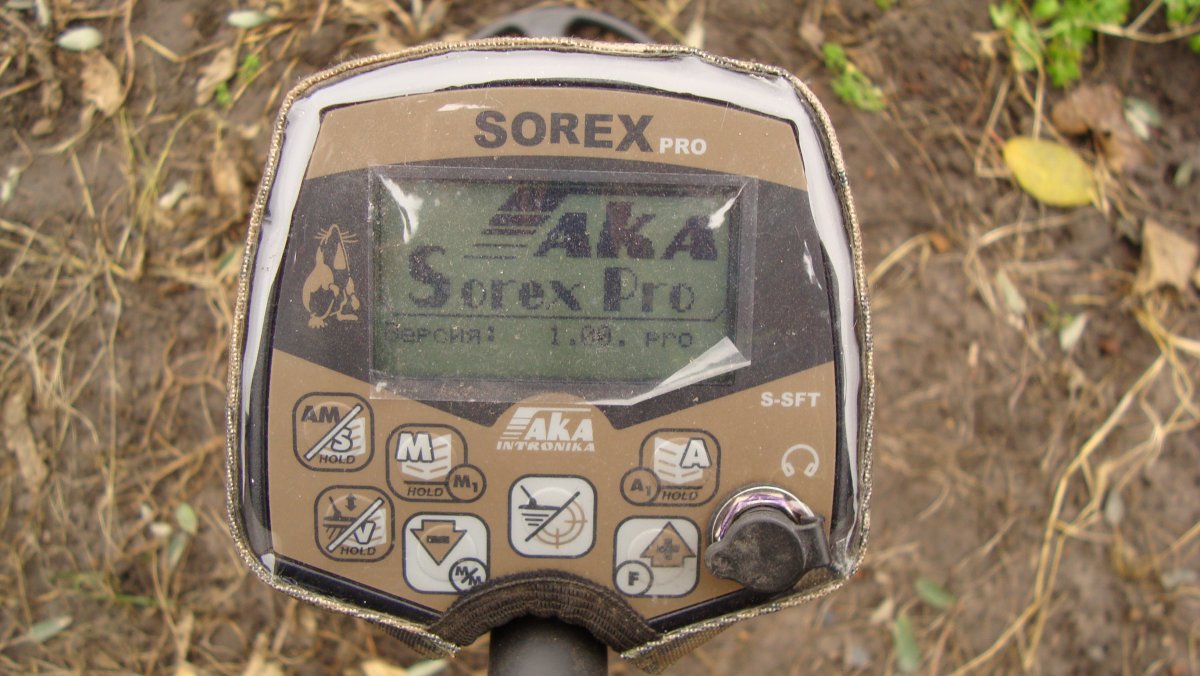 SOREX PRO
AKA
Sorex Pro
Версия: 1.00. pro
S-SFT
AKA
INTRONIKA
AM
S
HOLD
M
HOLD M1
A
A1 HOLD
HOLD
M/M
F